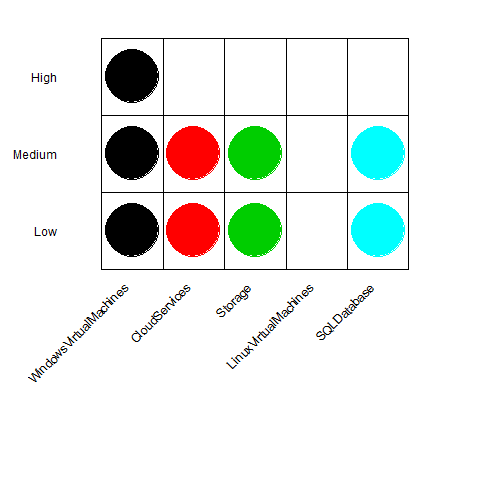 High
Medium
Low
WindowsVirtualMachines
CloudServices
Storage
LinuxVirtualMachines
SQLDatabase